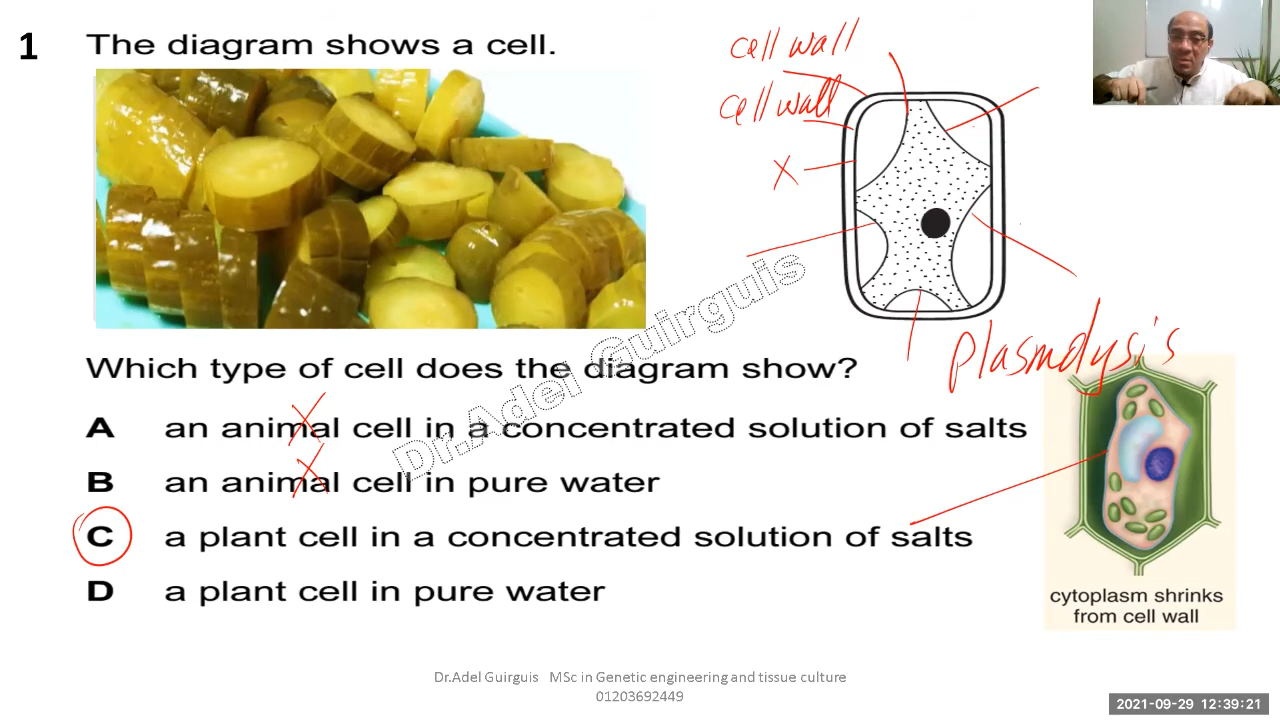 1 The diagram shows a cell.
cell wall
cell wall
X
plasmolysis
Which type of cell does the diagram show?
A an animal cell in a concentrated solution of salts
B an animal cell in pure water
C a plant cell in a concentrated solution of salts
D a plant cell in pure water
Dr.Adel Guirguis
cytoplasm shrinks
from cell wall
Dr.Adel Guirguis MSc in Genetic engineering and tissue culture
01203692449
2021-09-29 12:39:21